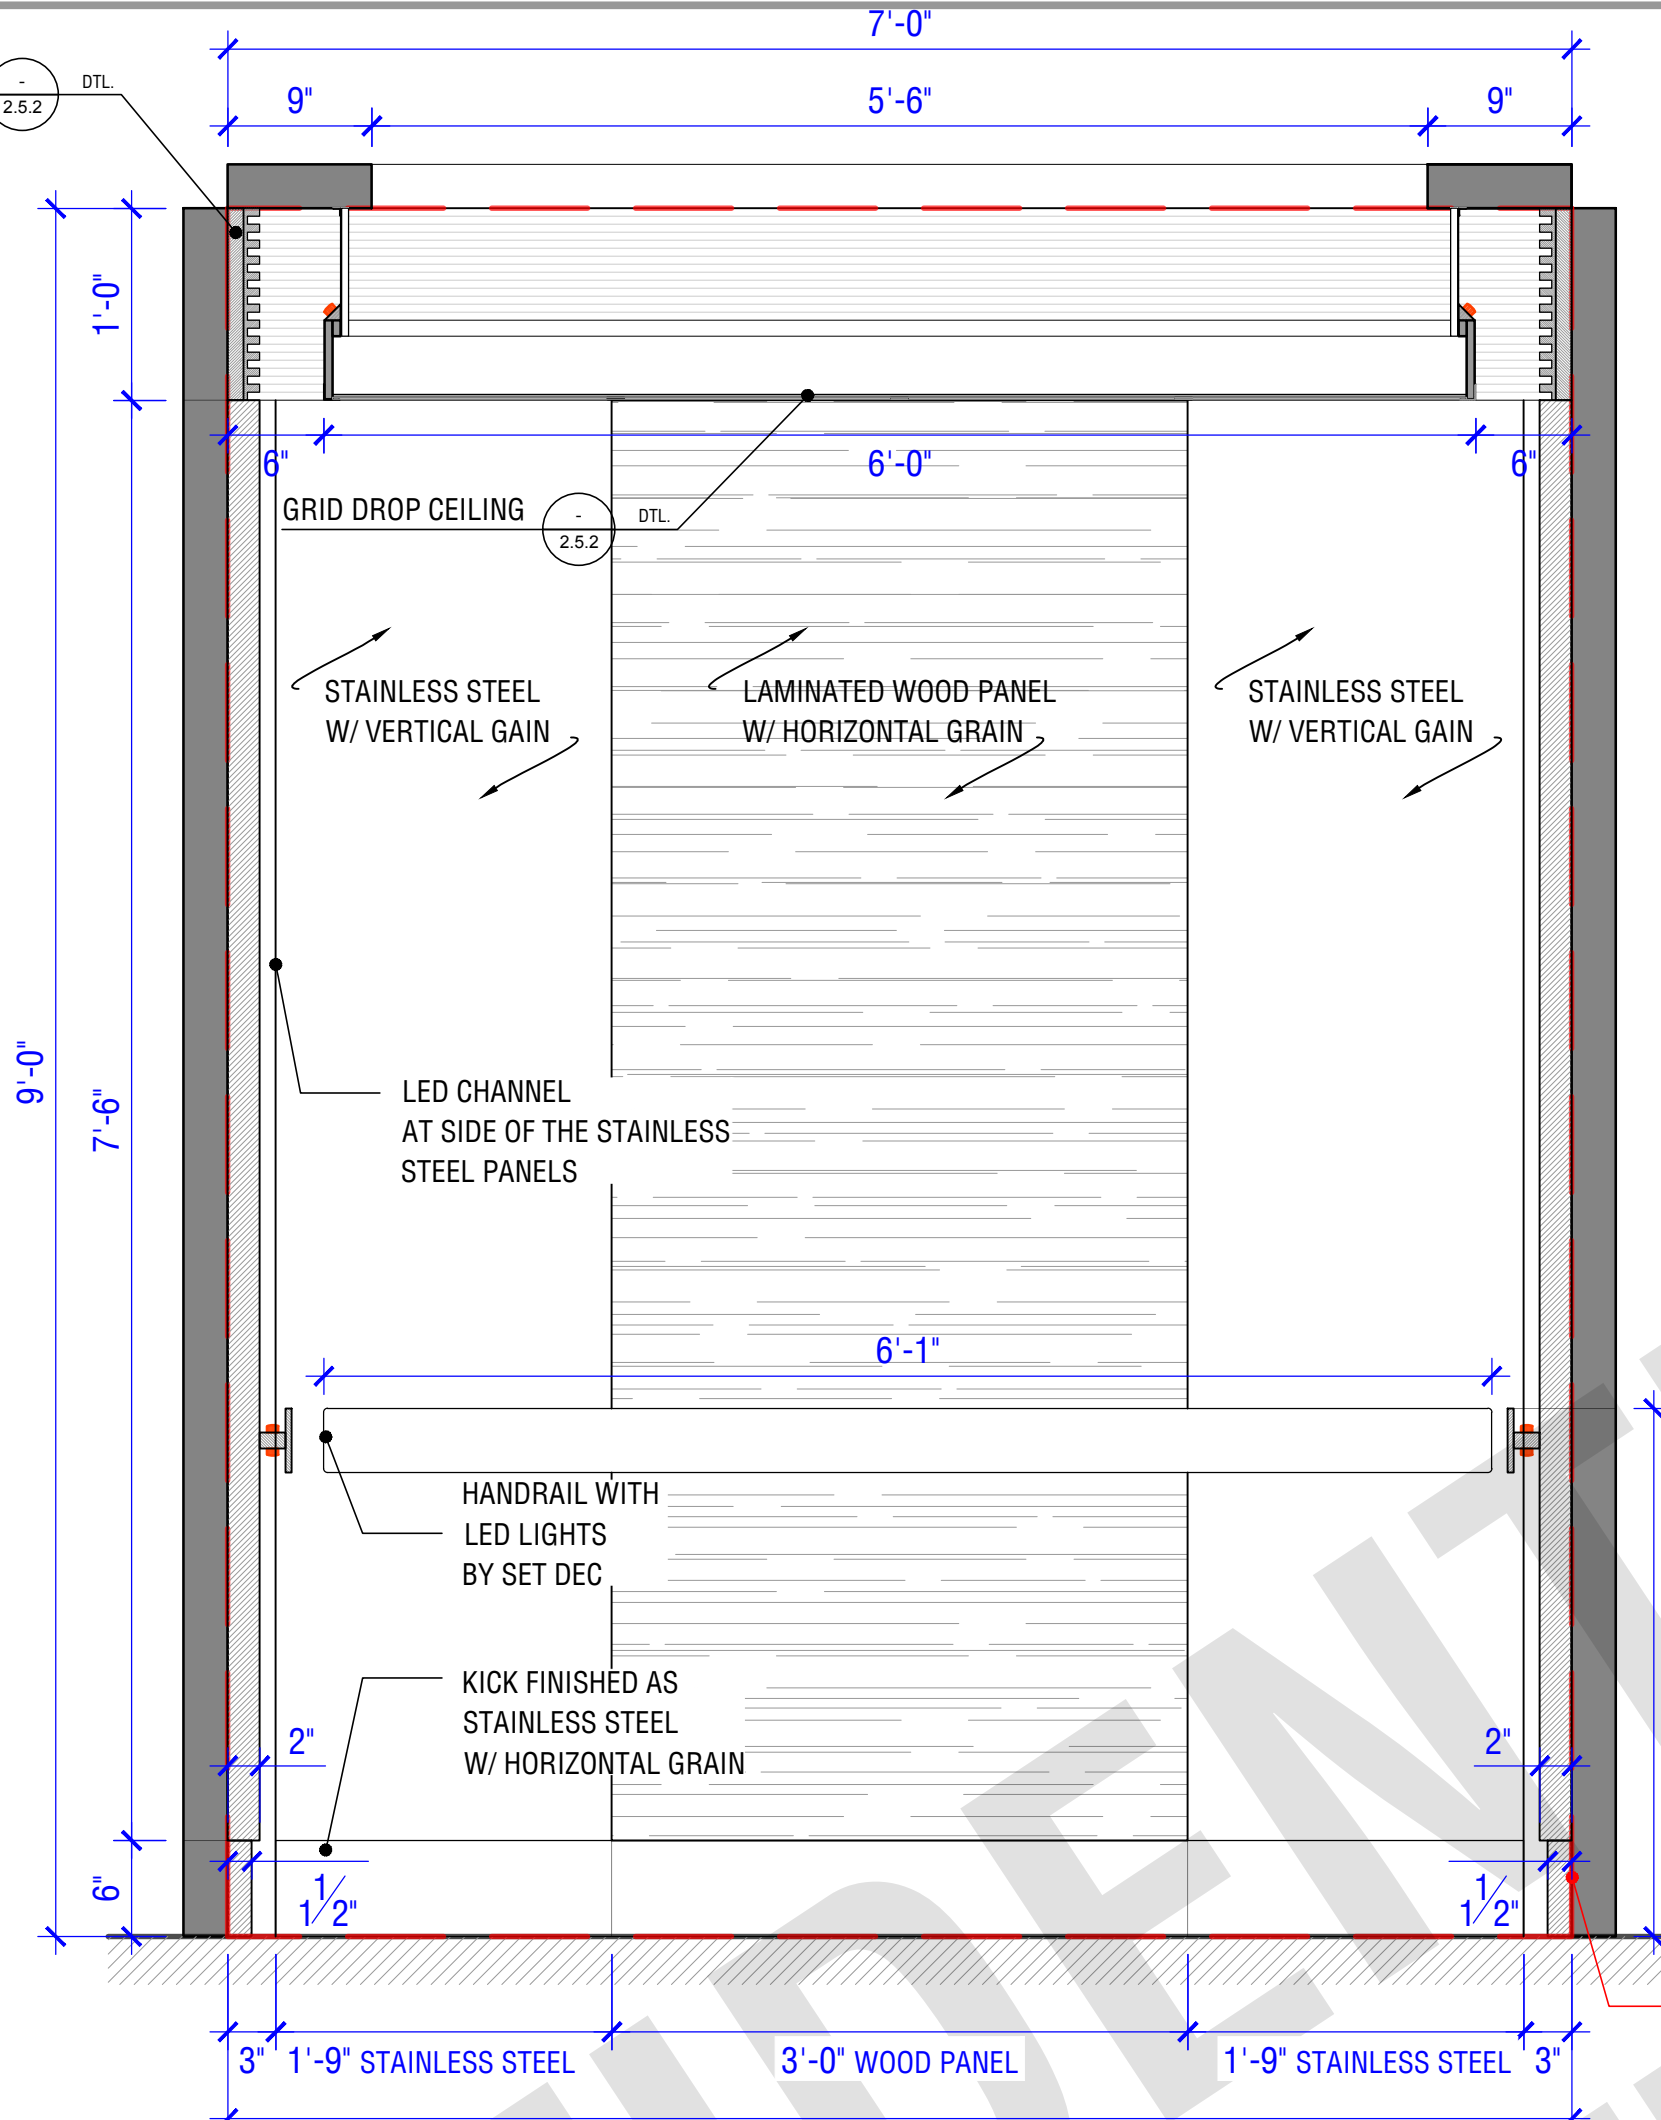 7'-0"
- DTL.
2.5.2
9" 5'-6" 9"
1'-0"
6" 6'-0" 6"
GRID DROP CEILING - DTL.
2.5.2
STAINLESS STEEL
W/ VERTICAL GAIN
LAMINATED WOOD PANEL
W/ HORIZONTAL GRAIN
STAINLESS STEEL
W/ VERTICAL GAIN
9'-0"
7'-6"
LED CHANNEL
AT SIDE OF THE STAINLESS
STEEL PANELS
6'-1"
HANDRAIL WITH
LED LIGHTS
BY SET DEC
KICK FINISHED AS
STAINLESS STEEL
W/ HORIZONTAL GRAIN
2" 2"
6"
1 1/2" 1 1/2"
3" 1'-9" STAINLESS STEEL 3'-0" WOOD PANEL 1'-9" STAINLESS STEEL 3"